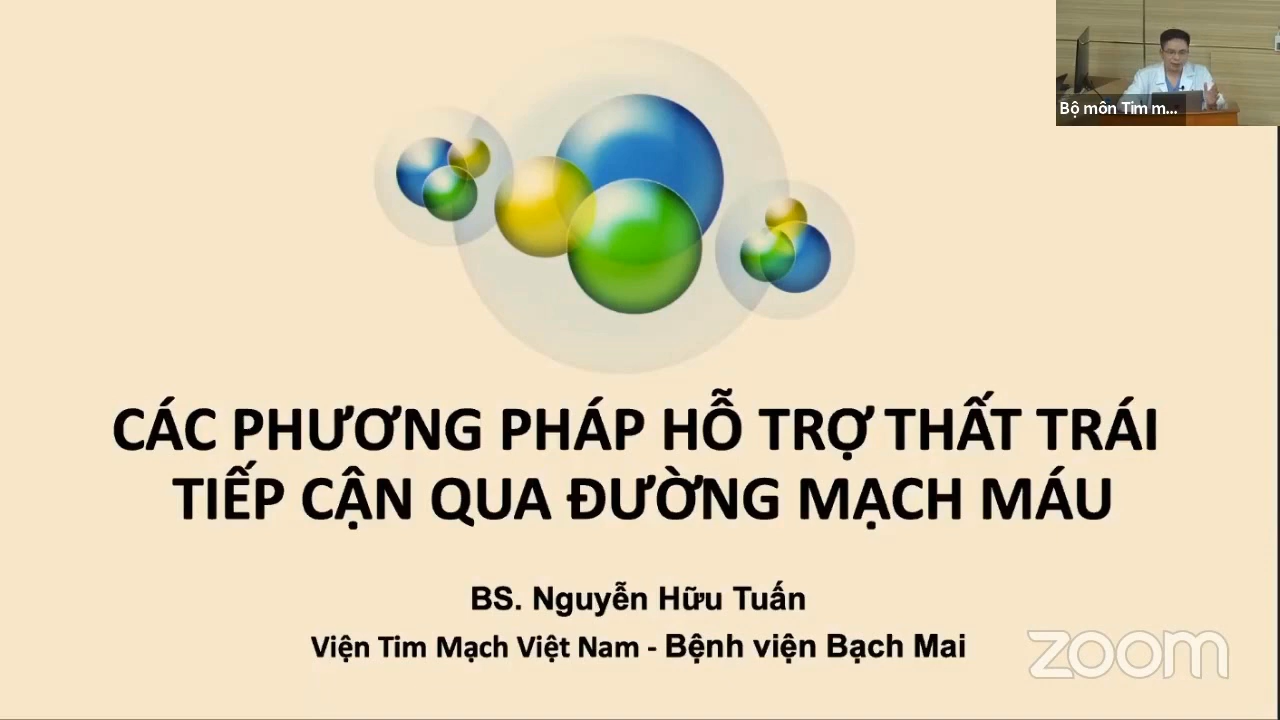 Bộ môn Tim m...
CÁC PHƯƠNG PHÁP HỖ TRỢ THẤT TRÁI
TIẾP CẬN QUA ĐƯỜNG MẠCH MÁU
BS. Nguyễn Hữu Tuấn
Viện Tim Mạch Việt Nam - Bệnh viện Bạch Mai
zoom